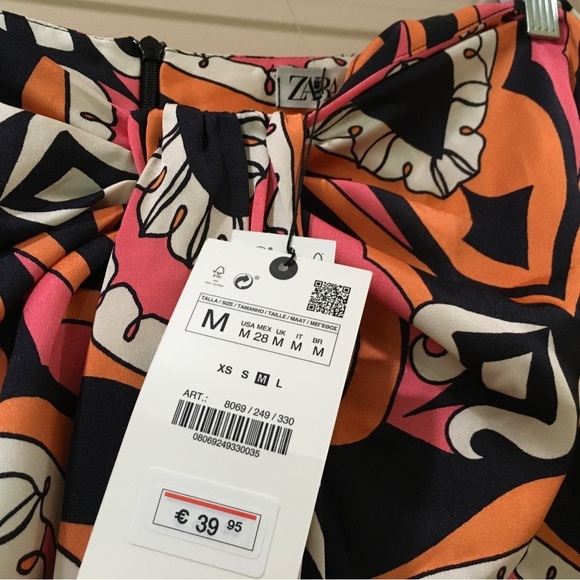 ZARA
FSC
TALLA / SIZE / TAMANHO / TAILLE / MAAT / ΜΕΓΕΘΟΣ
M
USA MEX UK IT BR
M 28 M M M
XS S M L
ART.: 8069 / 249 / 330
08069249330035
€ 39 95